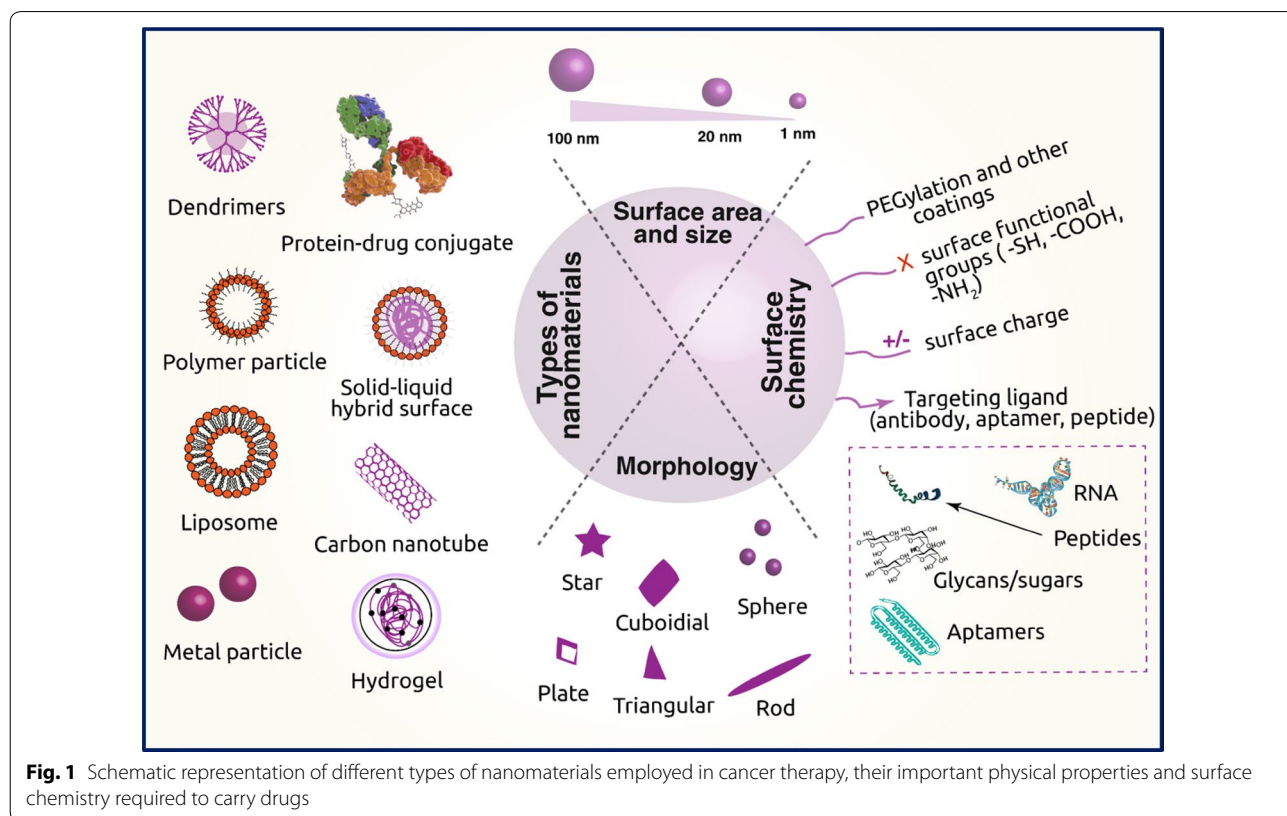 100 nm
20 nm
1 nm
Dendrimers
Protein-drug conjugate
Polymer particle
Solid-liquid
hybrid surface
Liposome
Carbon nanotube
Metal particle
Hydrogel
Surface area
and size
Types of
nanomaterials
Surface
chemistry
Morphology
PEGylation and other
coatings
X surface functional
groups ( -SH, -COOH,
-NH₂)
+/- surface charge
Targeting ligand
(antibody, aptamer, peptide)
RNA
Peptides
Glycans/sugars
Aptamers
Star
Cuboidial
Sphere
Plate
Triangular
Rod
Fig. 1 Schematic representation of different types of nanomaterials employed in cancer therapy, their important physical properties and surface
chemistry required to carry drugs